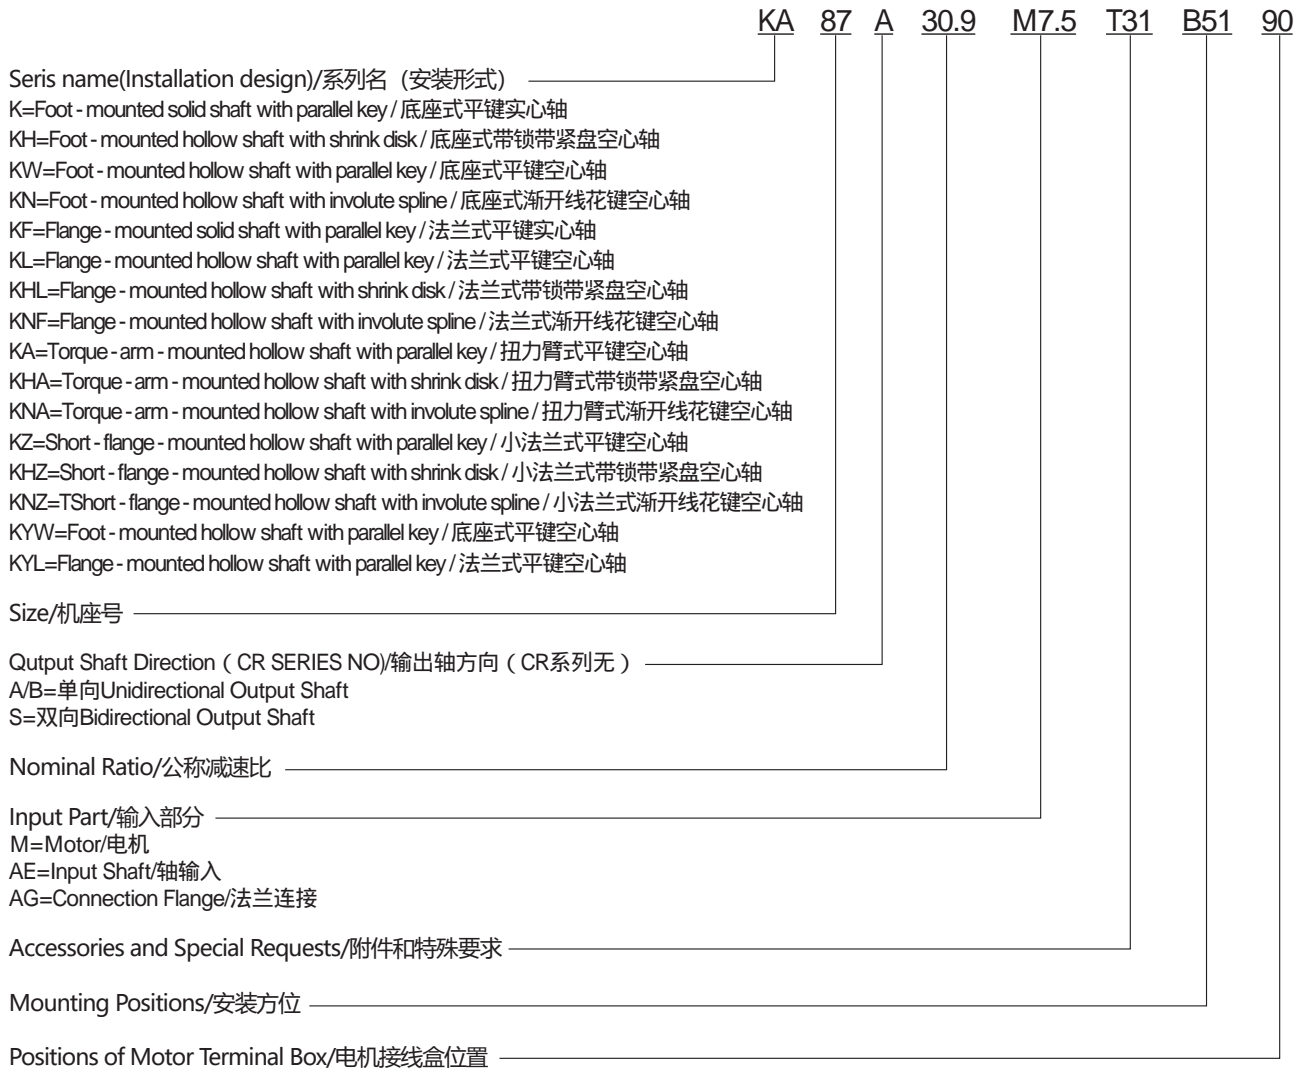 KA 87 A 30.9 M7.5 T31 B51 90
Seris name(Installation design)/系列名（安装形式）
K=Foot-mounted solid shaft with parallel key/底座式平键实心轴
KH=Foot-mounted hollow shaft with shrink disk/底座式带锁带紧盘空心轴
KW=Foot-mounted hollow shaft with parallel key/底座式平键空心轴
KN=Foot-mounted hollow shaft with involute spline/底座式渐开线花键空心轴
KF=Flange-mounted solid shaft with parallel key/法兰式平键实心轴
KL=Flange-mounted hollow shaft with parallel key/法兰式平键空心轴
KHL=Flange-mounted hollow shaft with shrink disk/法兰式带锁带紧盘空心轴
KNF=Flange-mounted hollow shaft with involute spline/法兰式渐开线花键空心轴
KA=Torque-arm-mounted hollow shaft with parallel key/扭力臂式平键空心轴
KHA=Torque-arm-mounted hollow shaft with shrink disk/扭力臂式带锁带紧盘空心轴
KNA=Torque-arm-mounted hollow shaft with involute spline/扭力臂式渐开线花键空心轴
KZ=Short-flange-mounted hollow shaft with parallel key/小法兰式平键空心轴
KHZ=Short-flange-mounted hollow shaft with shrink disk/小法兰式带锁带紧盘空心轴
KNZ=TShort-flange-mounted hollow shaft with involute spline/小法兰式渐开线花键空心轴
KYW=Foot-mounted hollow shaft with parallel key/底座式平键空心轴
KYL=Flange-mounted hollow shaft with parallel key/法兰式平键空心轴
Size/机座号
Qutput Shaft Direction（CR SERIES NO)/输出轴方向（CR系列无）
A/B=单向Unidirectional Output Shaft
S=双向Bidirectional Output Shaft
Nominal Ratio/公称减速比
Input Part/输入部分
M=Motor/电机
AE=Input Shaft/轴输入
AG=Connection Flange/法兰连接
Accessories and Special Requests/附件和特殊要求
Mounting Positions/安装方位
Positions of Motor Terminal Box/电机接线盒位置